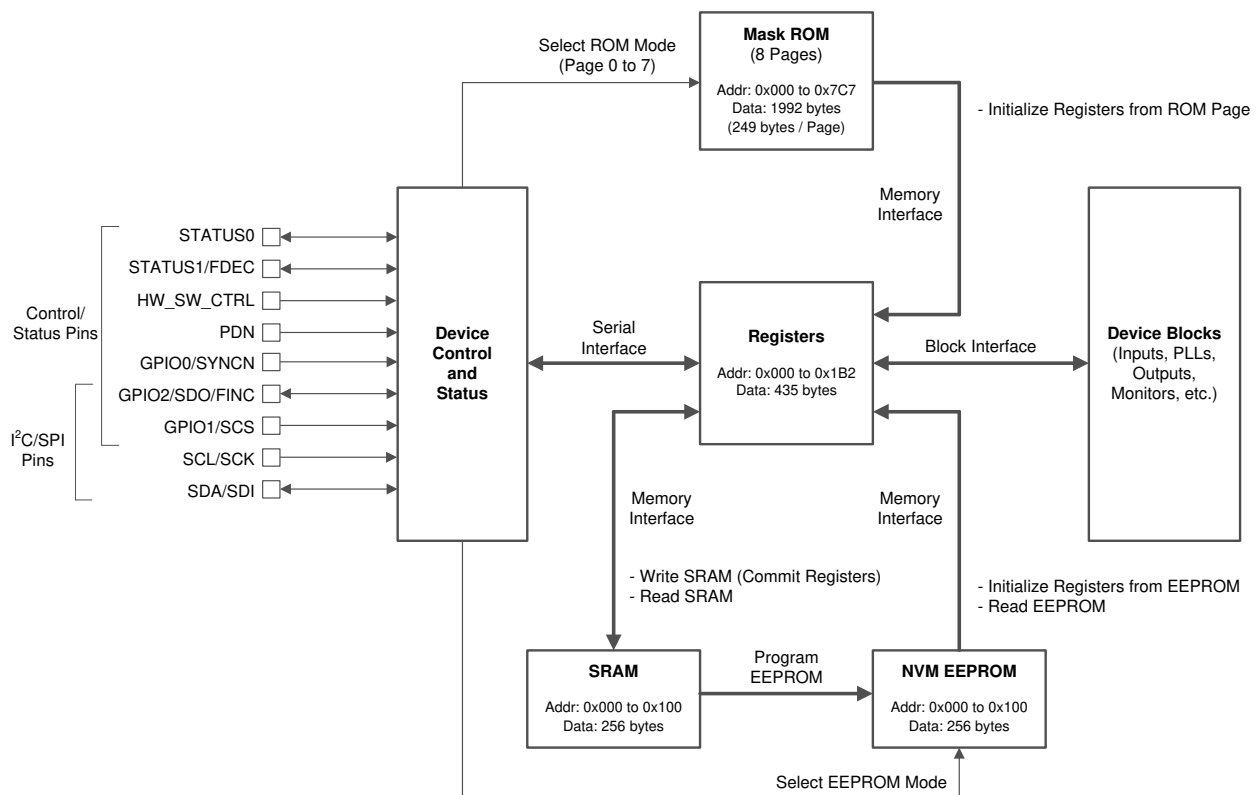 Mask ROM
(8 Pages)
Addr: 0x000 to 0x7C7
Data: 1992 bytes
(249 bytes / Page)
Select ROM Mode
(Page 0 to 7)
- Initialize Registers from ROM Page
Memory
Interface
Control/
Status Pins
I²C/SPI
Pins
STATUS0
STATUS1/FDEC
HW_SW_CTRL
PDN
GPIO0/SYNCN
GPIO2/SDO/FINC
GPIO1/SCS
SCL/SCK
SDA/SDI
Device
Control
and
Status
Serial
Interface
Registers
Addr: 0x000 to 0x1B2
Data: 435 bytes
Block Interface
Device Blocks
(Inputs, PLLs,
Outputs,
Monitors, etc.)
Memory
Interface
- Write SRAM (Commit Registers)
- Read SRAM
Memory
Interface
- Initialize Registers from EEPROM
- Read EEPROM
SRAM
Addr: 0x000 to 0x100
Data: 256 bytes
Program
EEPROM
NVM EEPROM
Addr: 0x000 to 0x100
Data: 256 bytes
Select EEPROM Mode